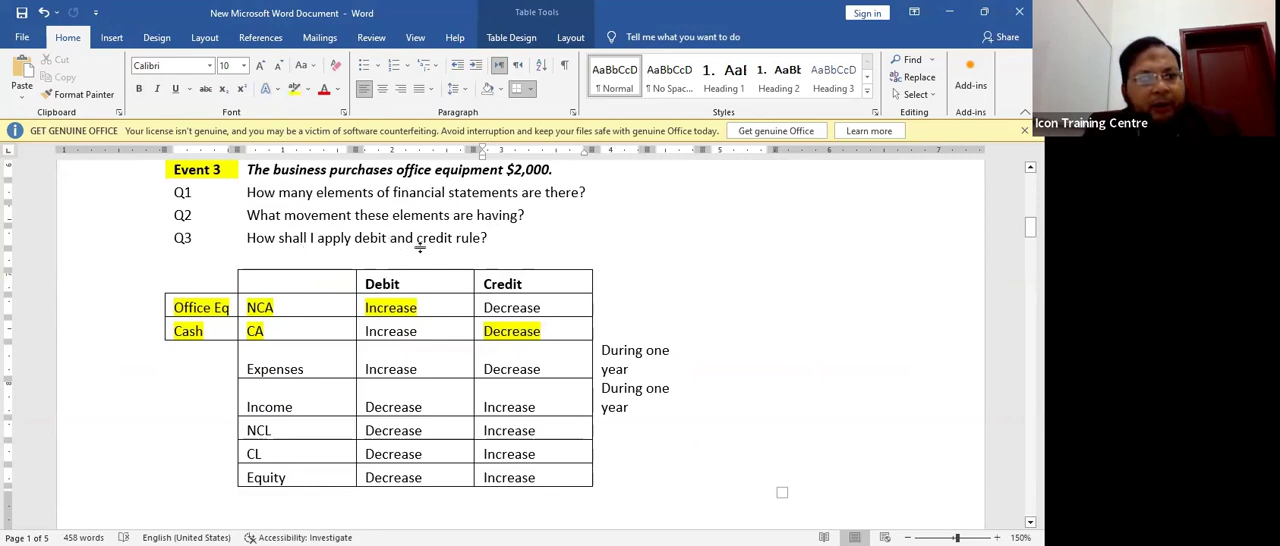 New Microsoft Word Document - Word
Table Tools
Sign in
File Home Insert Design Layout References Mailings Review View Help Table Design Layout Tell me what you want to do Share
Paste
Cut
Copy
Format Painter
Clipboard
Calibri 10
Font
Paragraph
AaBbCcD AaBbCcD 1. AaI 1. AaBb AaBbCcD
¶ Normal ¶ No Spac... Heading 1 Heading 2 Heading 3
Styles
Find
Replace
Select
Editing
Add-ins
Add-ins
GET GENUINE OFFICE Your license isn't genuine, and you may be a victim of software counterfeiting. Avoid interruption and keep your files safe with genuine Office today. Get genuine Office Learn more
Icon Training Centre
Event 3 The business purchases office equipment $2,000.
Q1 How many elements of financial statements are there?
Q2 What movement these elements are having?
Q3 How shall I apply debit and credit rule?
Debit Credit
Office Eq NCA Increase Decrease
Cash CA Increase Decrease
Expenses Increase Decrease During one year
Income Decrease Increase During one year
NCL Decrease Increase
CL Decrease Increase
Equity Decrease Increase
Page 1 of 5 458 words English (United States) Accessibility: Investigate 150%